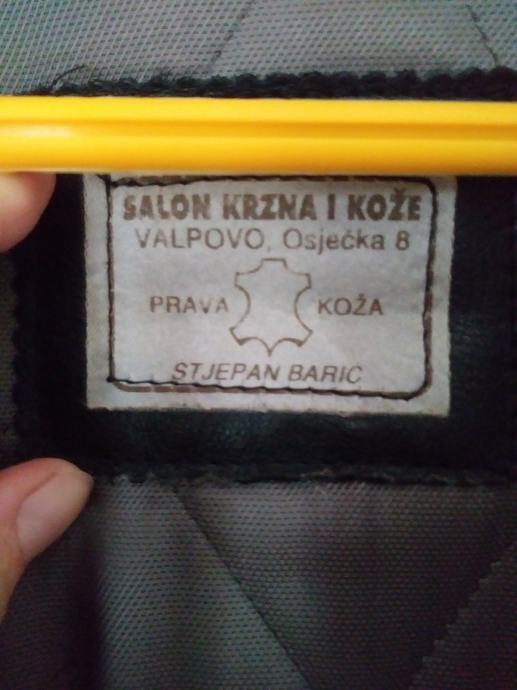 SALON KRZNA I KOŽE
VALPOVO, Osječka 8
PRAVA KOŽA
STJEPAN BARIĆ